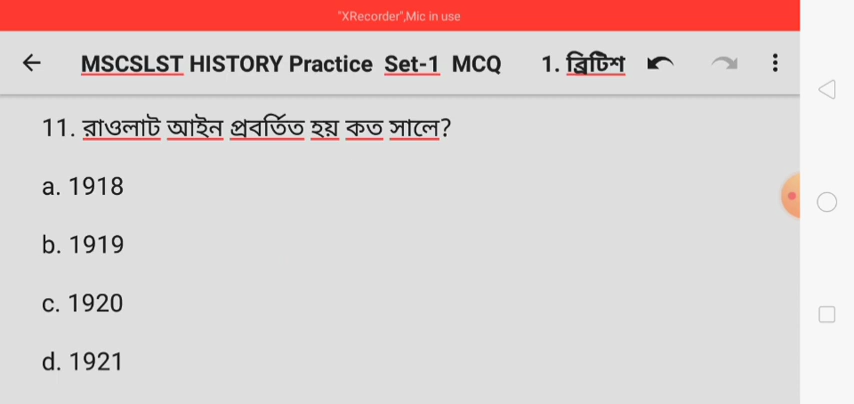 "XRecorder",Mic in use
MSCSLST HISTORY Practice Set-1 MCQ 1. ব্রিটিশ
11. রাওলাট আইন প্রবর্তিত হয় কত সালে?
a. 1918
b. 1919
c. 1920
d. 1921